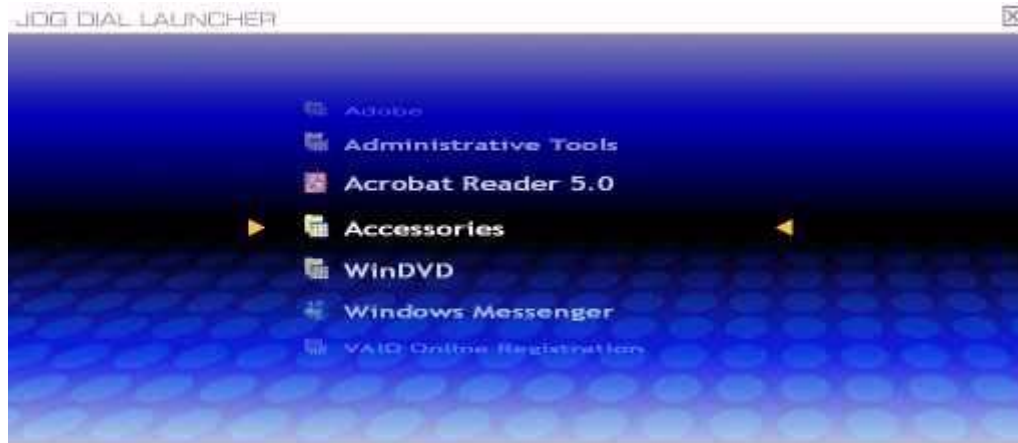 JOG DIAL LAUNCHER
Adobe
Administrative Tools
Acrobat Reader 5.0
Accessories
WinDVD
Windows Messenger
VAIO Online Registration